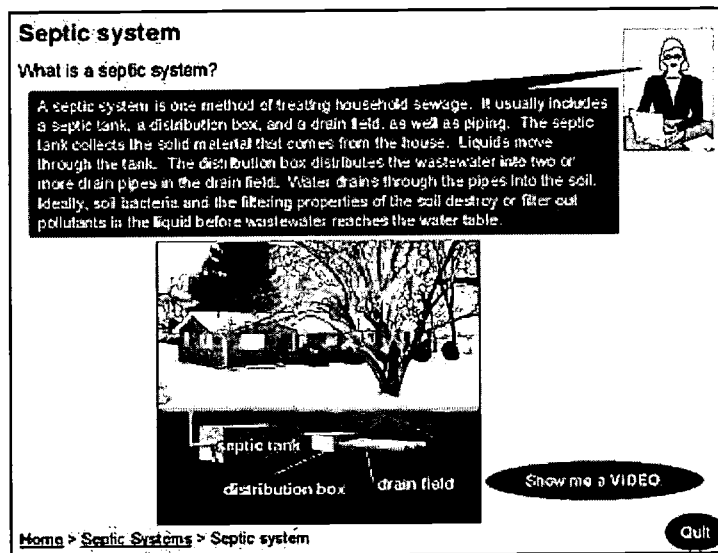 Septic system
What is a septic system?
A septic system is one method of treating household sewage. It usually includes
a septic tank, a distribution box, and a drain field, as well as piping. The septic
tank collects the solid material that comes from the house. Liquids move
through the tank. The distribution box distributes the wastewater into two or
more drain pipes in the drain field. Water drains through the pipes into the soil.
Ideally, soil bacteria and the filtering properties of the soil destroy or filter out
pollutants in the liquid before wastewater reaches the water table.
septic tank
distribution box
drain field
Show me a VIDEO
Home > Septic Systems > Septic system
Quit